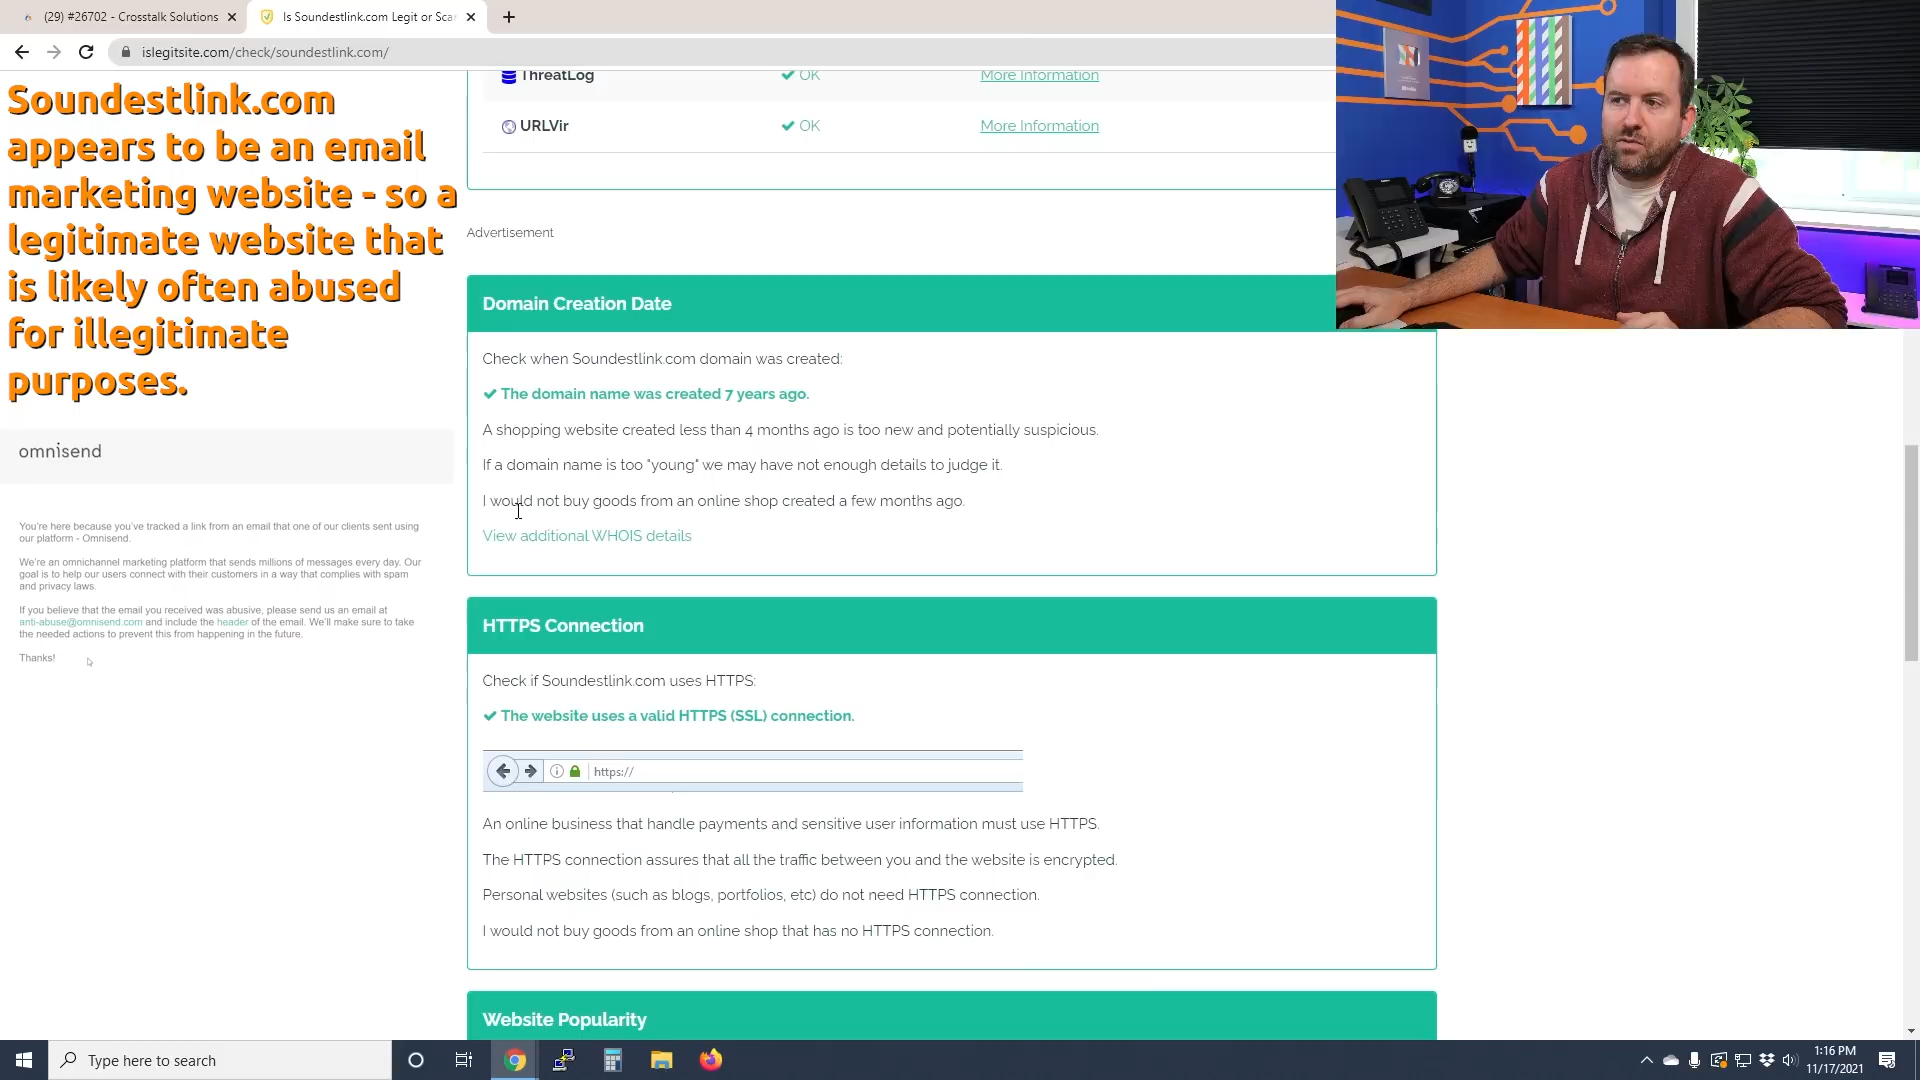 (29) #26702 - Crosstalk Solutions
Is Soundestlink.com Legit or Scar
islegitsite.com/check/soundestlink.com/
Soundestlink.com
appears to be an email
marketing website - so a
legitimate website that
is likely often abused
for illegitimate
purposes.
omnisend
You're here because you've tracked a link from an email that one of our clients sent using
our platform - Omnisend.
We're an omnichannel marketing platform that sends millions of messages every day. Our
goal is to help our users connect with their customers in a way that complies with spam
and privacy laws.
If you believe that the email you received was abusive, please send us an email at
anti-abuse@omnisend.com and include the header of the email. We'll make sure to take
the needed actions to prevent this from happening in the future.
Thanks!
ThreatLog OK More Information
URLVir OK More Information
Advertisement
Domain Creation Date
Check when Soundestlink.com domain was created:
The domain name was created 7 years ago.
A shopping website created less than 4 months ago is too new and potentially suspicious.
If a domain name is too "young" we may have not enough details to judge it.
I would not buy goods from an online shop created a few months ago.
View additional WHOIS details
HTTPS Connection
Check if Soundestlink.com uses HTTPS:
The website uses a valid HTTPS (SSL) connection.
https://
An online business that handle payments and sensitive user information must use HTTPS.
The HTTPS connection assures that all the traffic between you and the website is encrypted.
Personal websites (such as blogs, portfolios, etc) do not need HTTPS connection.
I would not buy goods from an online shop that has no HTTPS connection.
Website Popularity
Type here to search
1:16 PM
11/17/2021